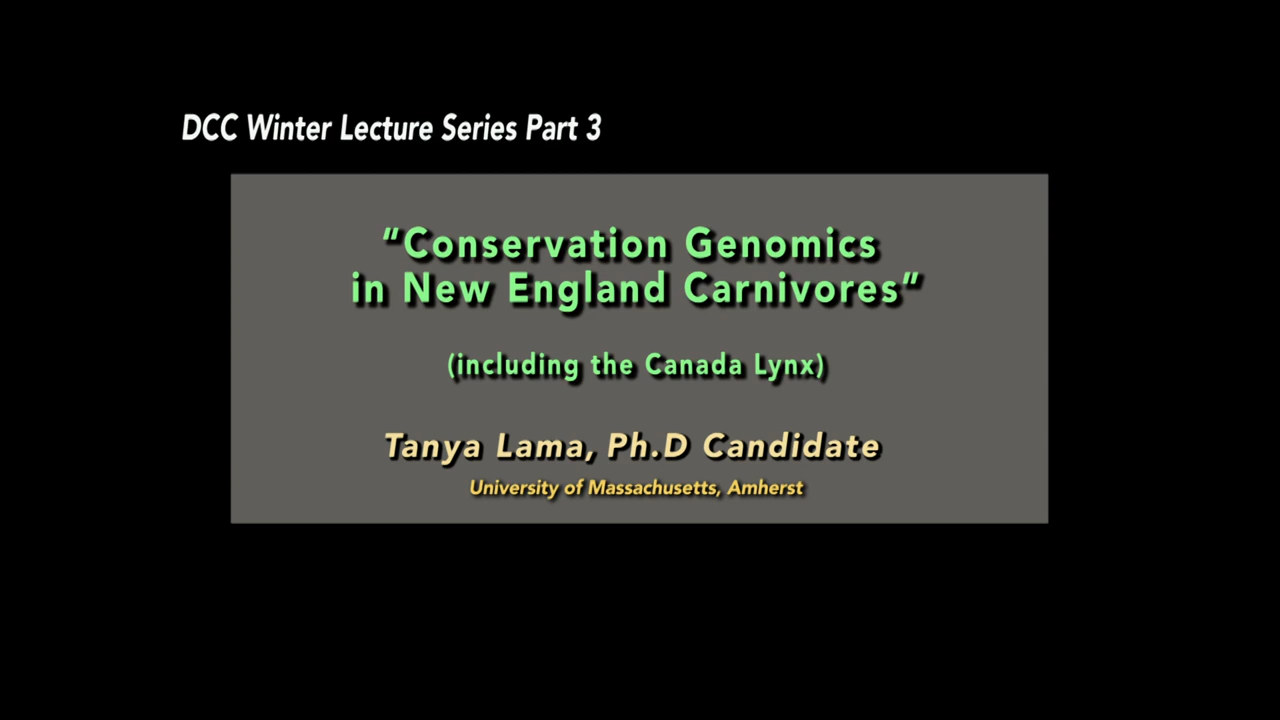 DCC Winter Lecture Series Part 3
“Conservation Genomics
in New England Carnivores”
(including the Canada Lynx)
Tanya Lama, Ph.D Candidate
University of Massachusetts, Amherst